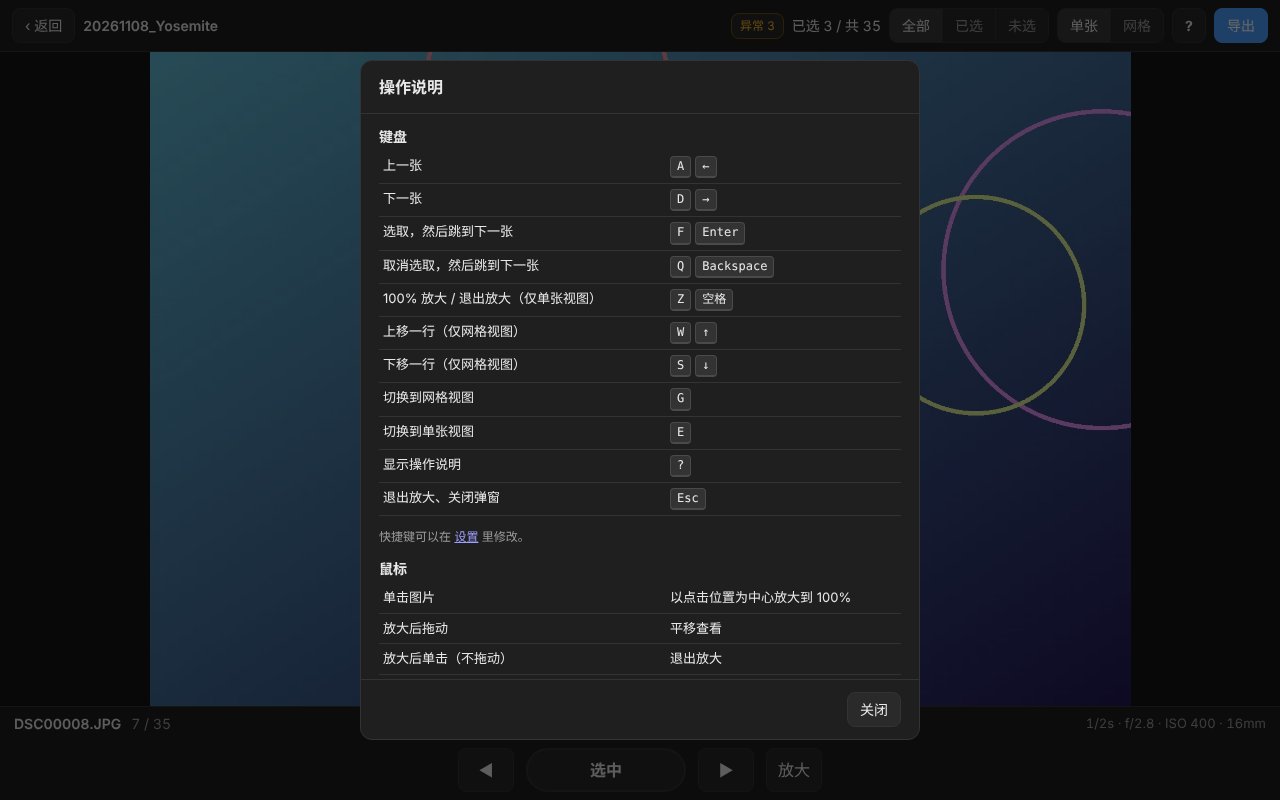 ‹ 返回 20261108_Yosemite 异常 3 已选 3 / 共 35 全部 已选 未选 单张 网格 ? 导出
操作说明
键盘
上一张 A ←
下一张 D →
选取，然后跳到下一张 F Enter
取消选取，然后跳到下一张 Q Backspace
100% 放大 / 退出放大（仅单张视图） Z 空格
上移一行（仅网格视图） W ↑
下移一行（仅网格视图） S ↓
切换到网格视图 G
切换到单张视图 E
显示操作说明 ?
退出放大、关闭弹窗 Esc
快捷键可以在 设置 里修改。
鼠标
单击图片 以点击位置为中心放大到 100%
放大后拖动 平移查看
放大后单击（不拖动） 退出放大
关闭
DSC00008.JPG 7 / 35 1/2s · f/2.8 · ISO 400 · 16mm
◀ 选中 ▶ 放大